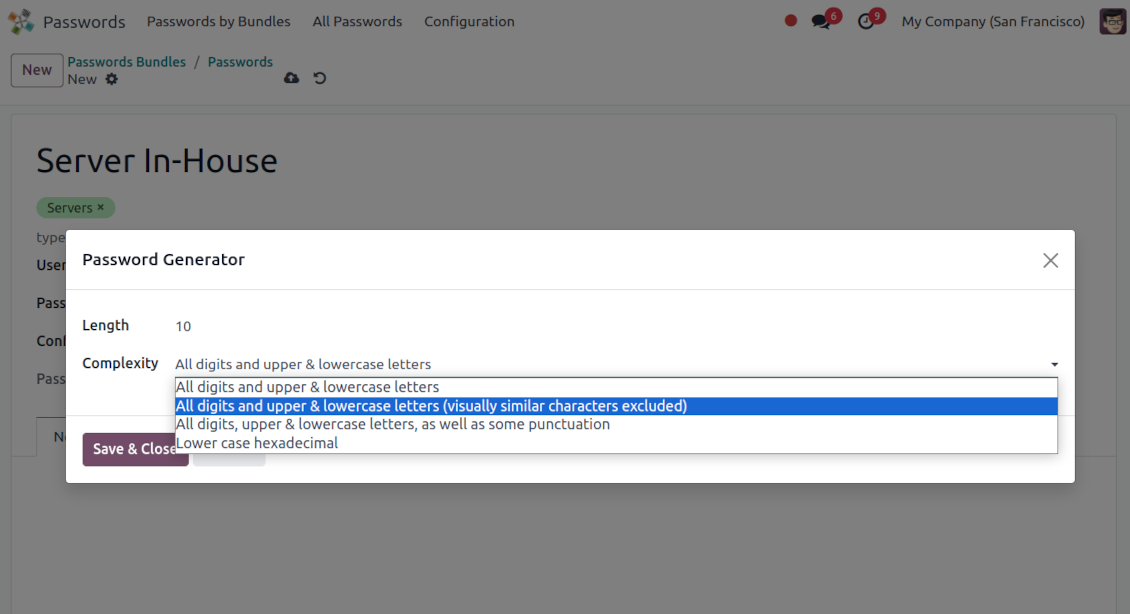 Passwords Passwords by Bundles All Passwords Configuration 6 9 My Company (San Francisco)
New Passwords Bundles / Passwords
New
Server In-House
Servers ×
type
User
Pass
Conf
Pass
Password Generator
Length 10
Complexity All digits and upper & lowercase letters
All digits and upper & lowercase letters
All digits and upper & lowercase letters (visually similar characters excluded)
All digits, upper & lowercase letters, as well as some punctuation
Lower case hexadecimal
Save & Close